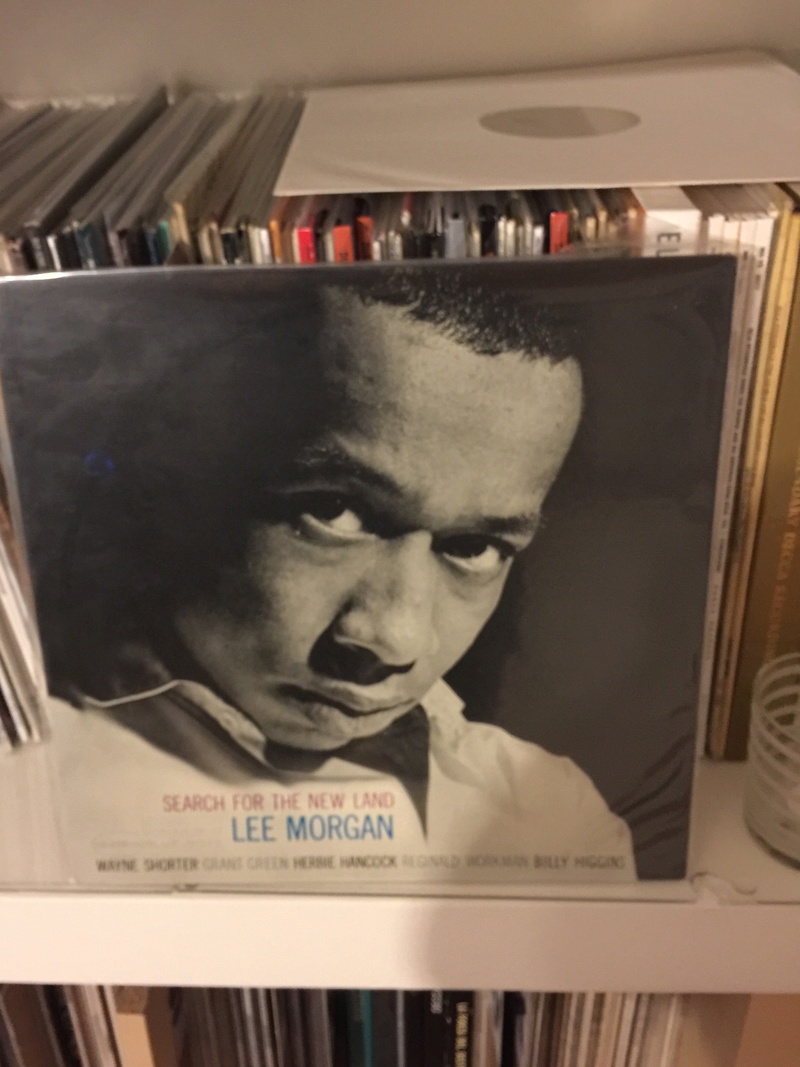 SEARCH FOR THE NEW LAND
LEE MORGAN
WAYNE SHORTER GRANT GREEN HERBIE HANCOCK REGINALD WORKMAN BILLY HIGGINS